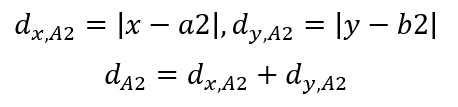 d_{x,A2} = |x − a2|, d_{y,A2} = |y − b2|
d_{A2} = d_{x,A2} + d_{y,A2}